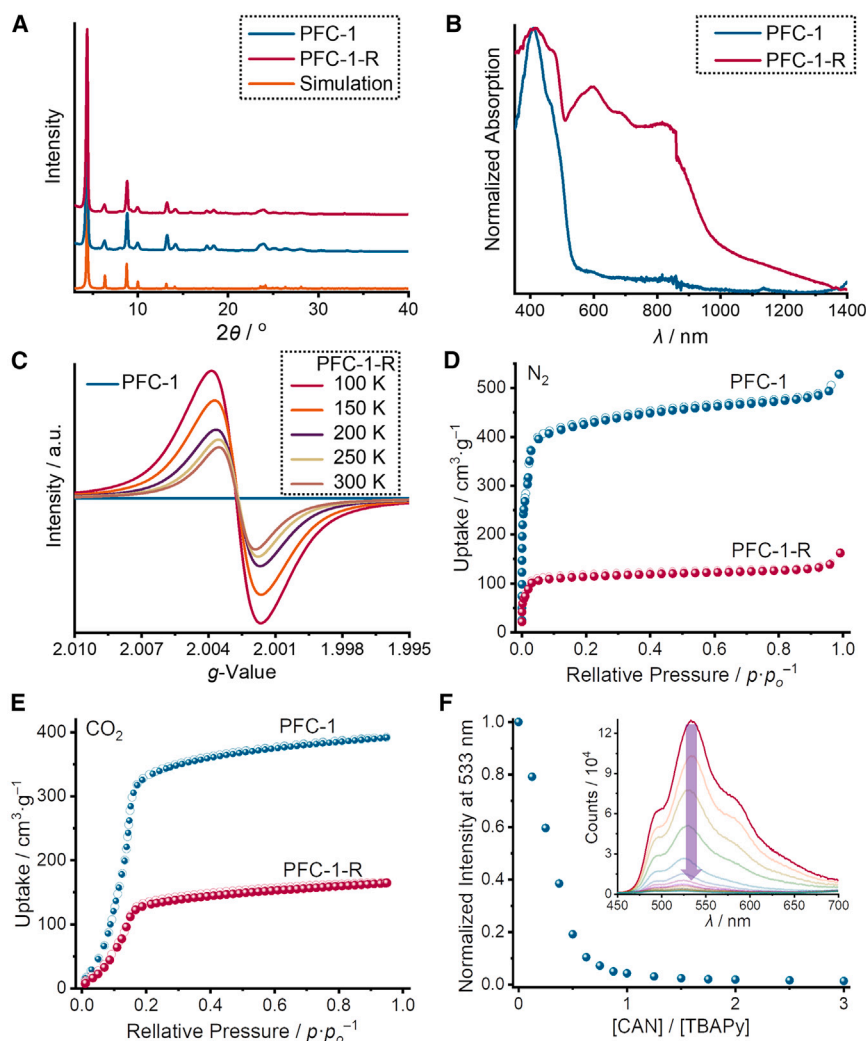 A
PFC-1
PFC-1-R
Simulation
Intensity
10 20 30 40
2θ / °
B
PFC-1
PFC-1-R
Normalized Absorption
400 600 800 1000 1200 1400
λ / nm
C
PFC-1
PFC-1-R
100 K
150 K
200 K
250 K
300 K
Intensity / a.u.
2.010 2.007 2.004 2.001 1.998 1.995
g-Value
D
N₂
PFC-1
PFC-1-R
Uptake / cm³·g⁻¹
500
400
300
200
100
0
0.0 0.2 0.4 0.6 0.8 1.0
Rellative Pressure / p·pₒ⁻¹
E
CO₂
PFC-1
PFC-1-R
Uptake / cm³·g⁻¹
400
300
200
100
0
0.0 0.2 0.4 0.6 0.8 1.0
Rellative Pressure / p·pₒ⁻¹
F
Normalized Intensity at 533 nm
1.0
0.8
0.6
0.4
0.2
0.0
0 1 2 3
[CAN] / [TBAPy]
Counts / 10⁴
12
9
6
3
0
450 500 550 600 650 700
λ / nm